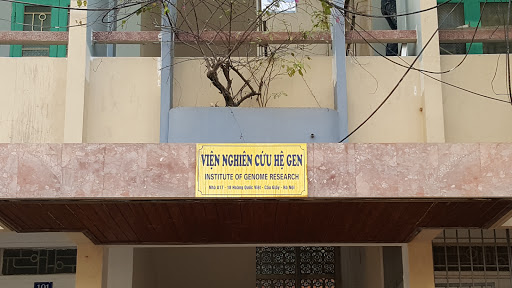 VIỆN NGHIÊN CỨU HỆ GEN
INSTITUTE OF GENOME RESEARCH
Nhà A17 - 18 Hoàng Quốc Việt - Cầu Giấy - Hà Nội
101